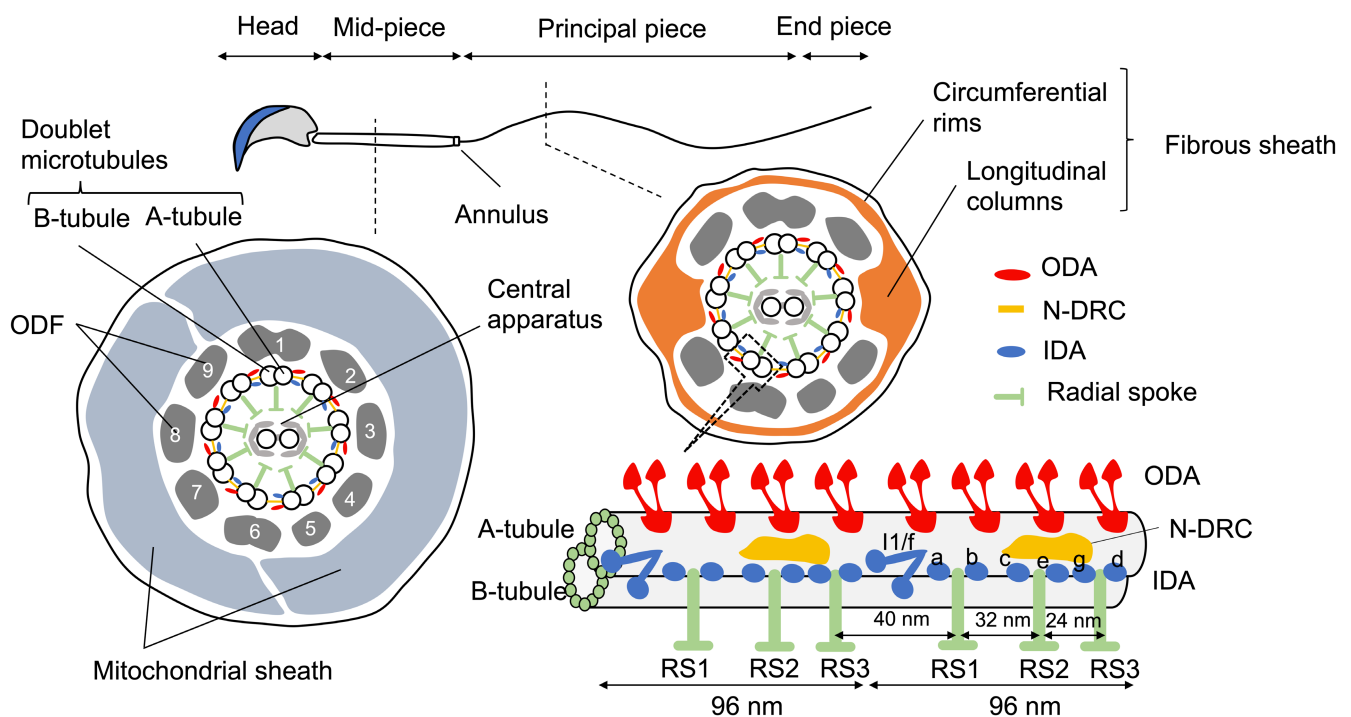 Head
Mid-piece
Principal piece
End piece
Circumferential
rims
Fibrous sheath
Longitudinal
columns
Doublet
microtubules
B-tubule
A-tubule
Annulus
ODF
Central
apparatus
1
2
3
4
5
6
7
8
9
Mitochondrial sheath
ODA
N-DRC
IDA
Radial spoke
ODA
A-tubule
N-DRC
I1/f
a
b
c
e
g
d
B-tubule
IDA
40 nm
32 nm
24 nm
RS1
RS2
RS3
RS1
RS2
RS3
96 nm
96 nm